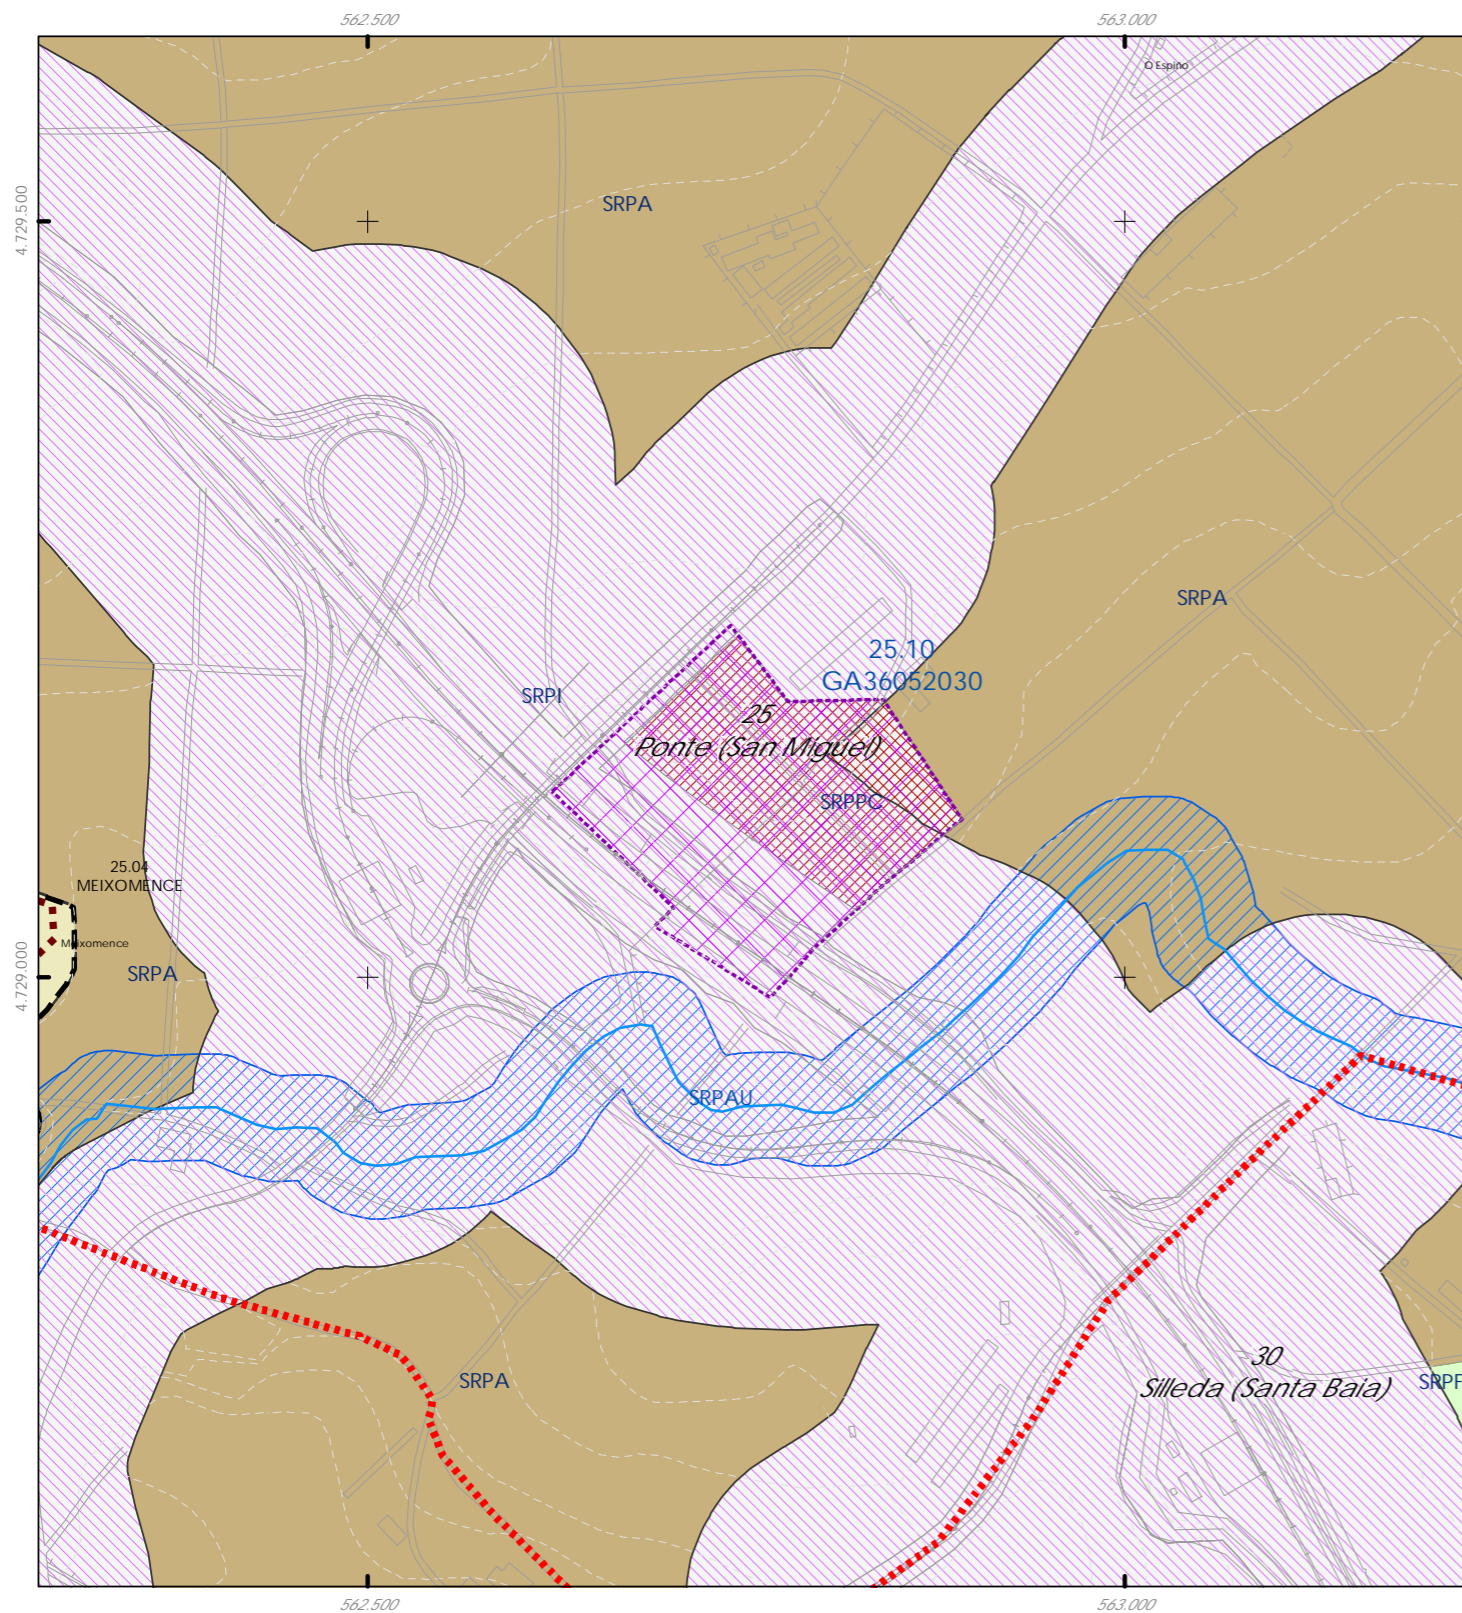 562.500
563.000
O Espiño
4.729.500
SRPA
SRPA
25.10
GA36052030
SRPI
25
Ponte (San Miguel)
SRPPC
25.04
MEIXOMENCE
Meixomence
SRPA
4.729.000
SRPAU
30
Silleda (Santa Baia)
SRPA
SRPF
562.500
563.000